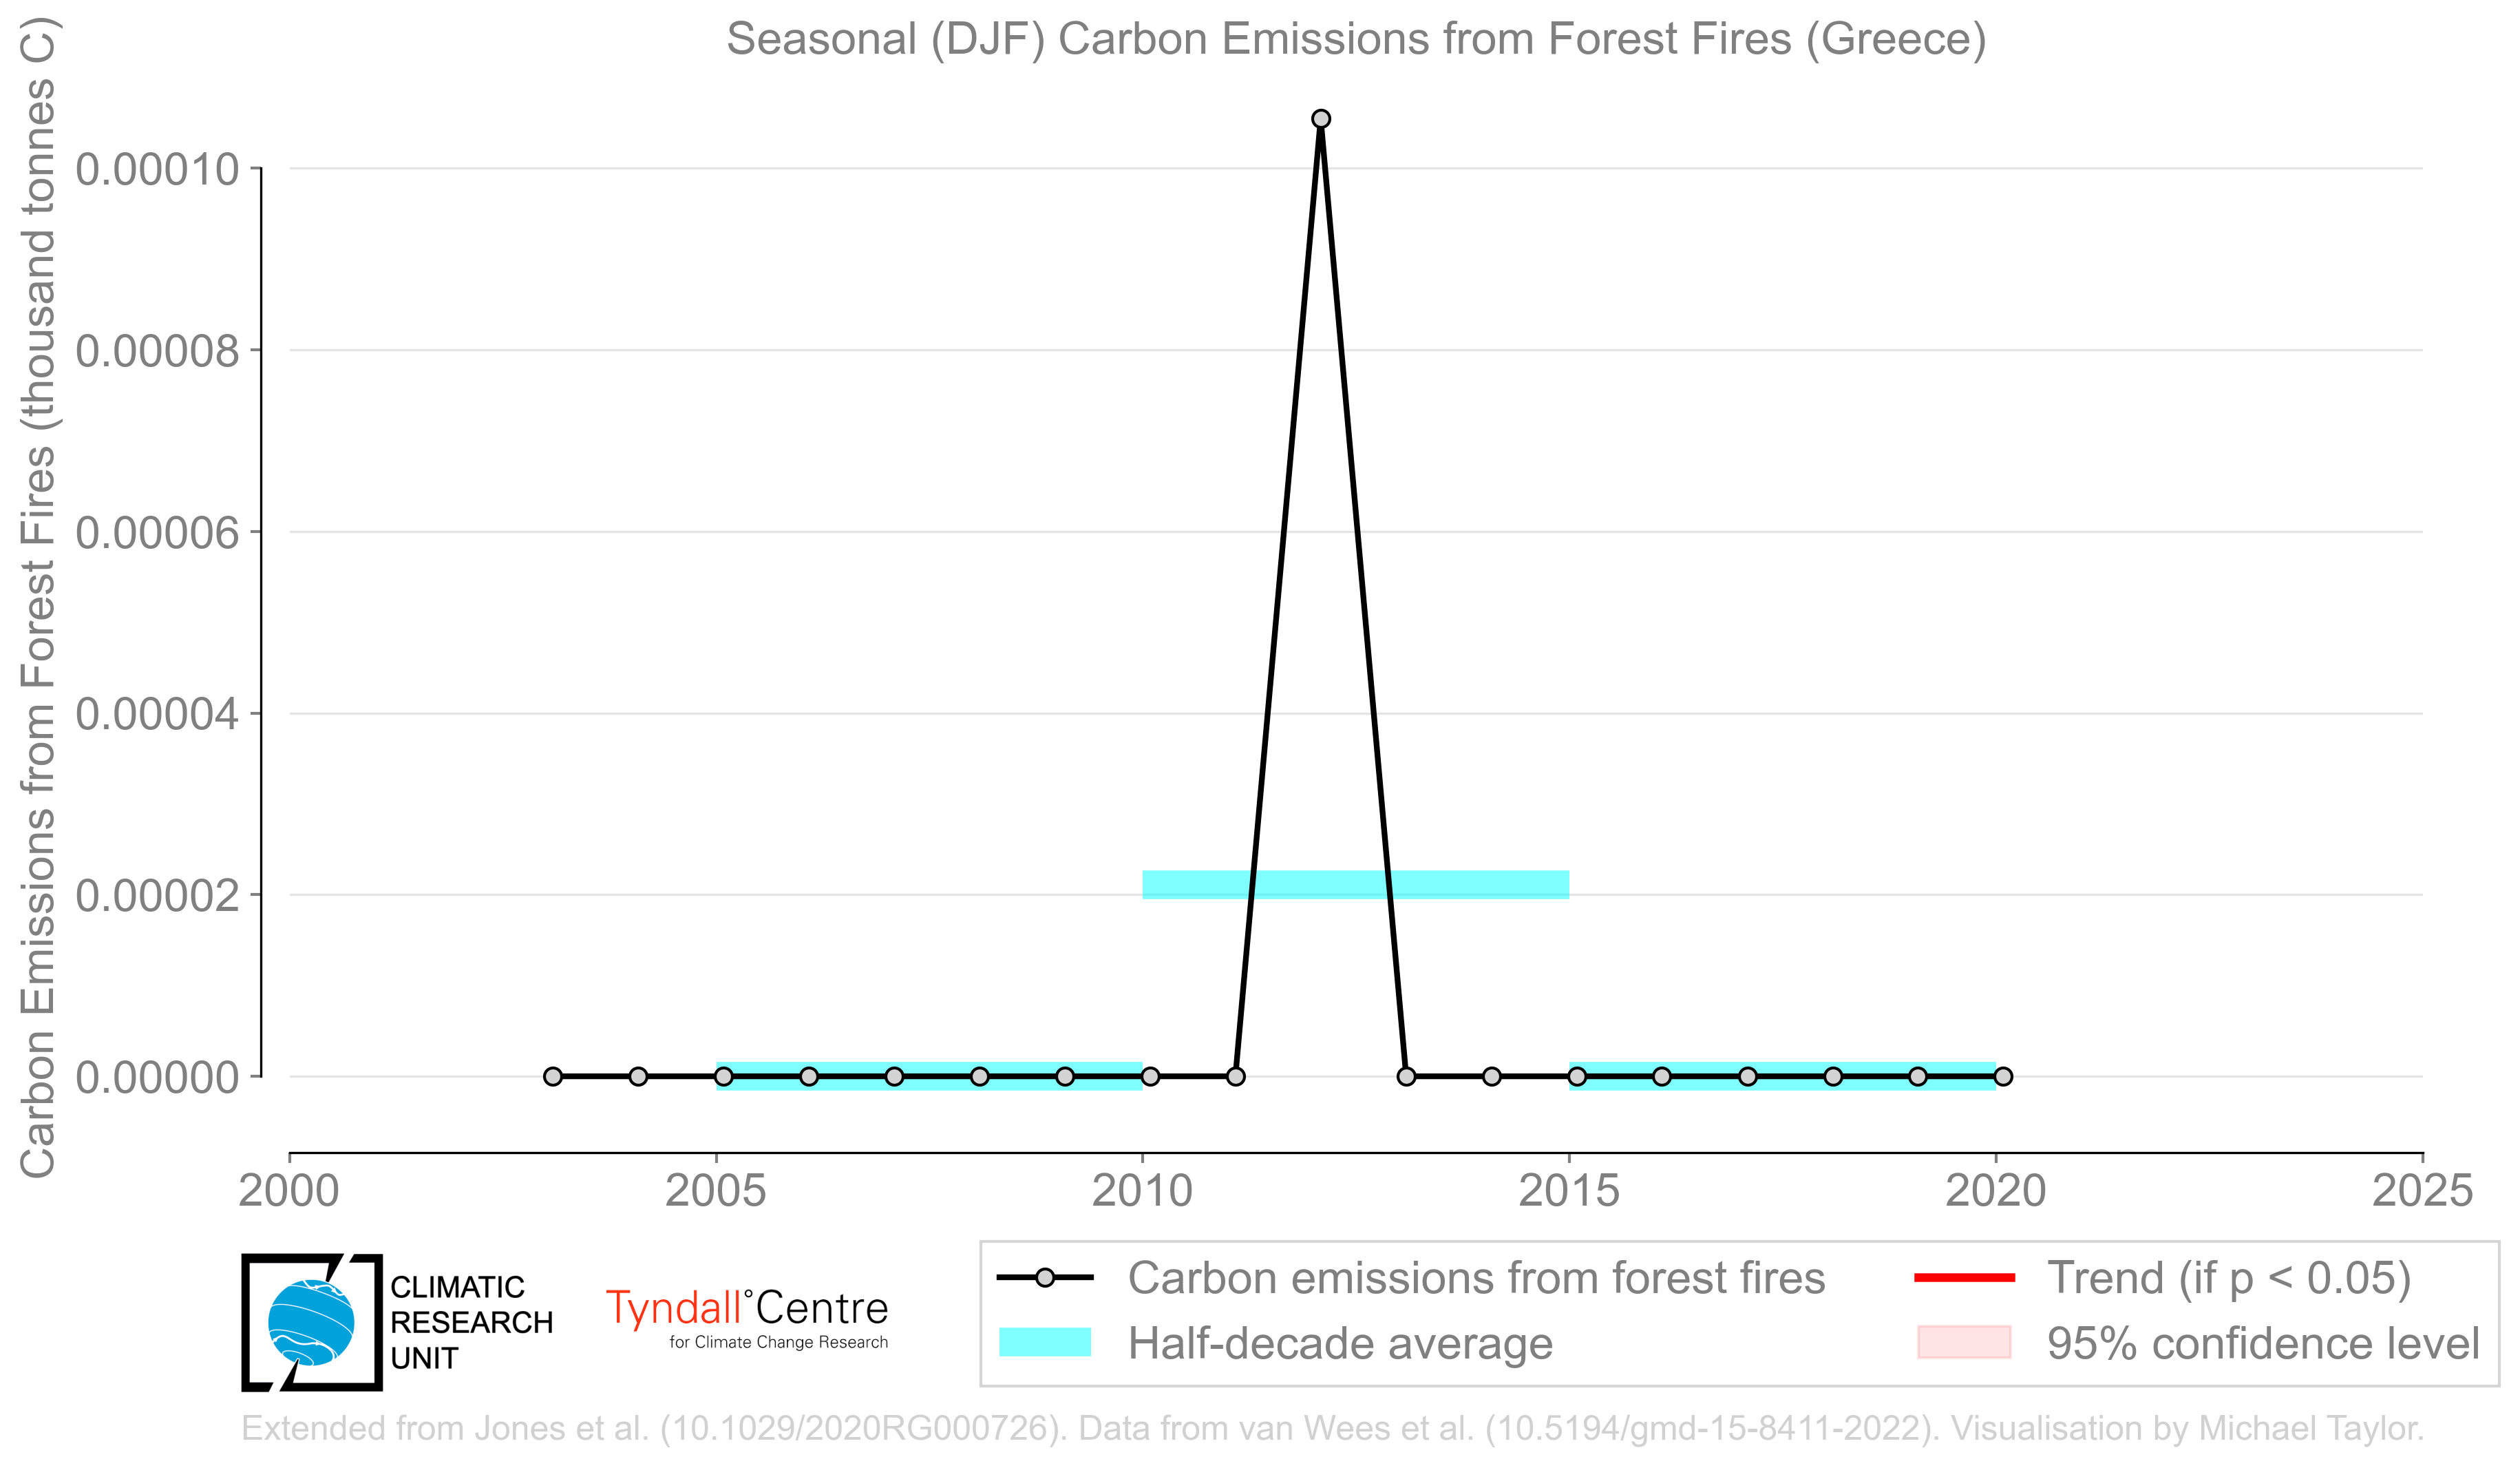 Seasonal (DJF) Carbon Emissions from Forest Fires (Greece)
Carbon Emissions from Forest Fires (thousand tonnes C)
0.00010
0.00008
0.00006
0.00004
0.00002
0.00000
2000 2005 2010 2015 2020 2025
CLIMATIC
RESEARCH
UNIT
Tyndall°Centre
for Climate Change Research
Carbon emissions from forest fires
Half-decade average
Trend (if p < 0.05)
95% confidence level
Extended from Jones et al. (10.1029/2020RG000726). Data from van Wees et al. (10.5194/gmd-15-8411-2022). Visualisation by Michael Taylor.